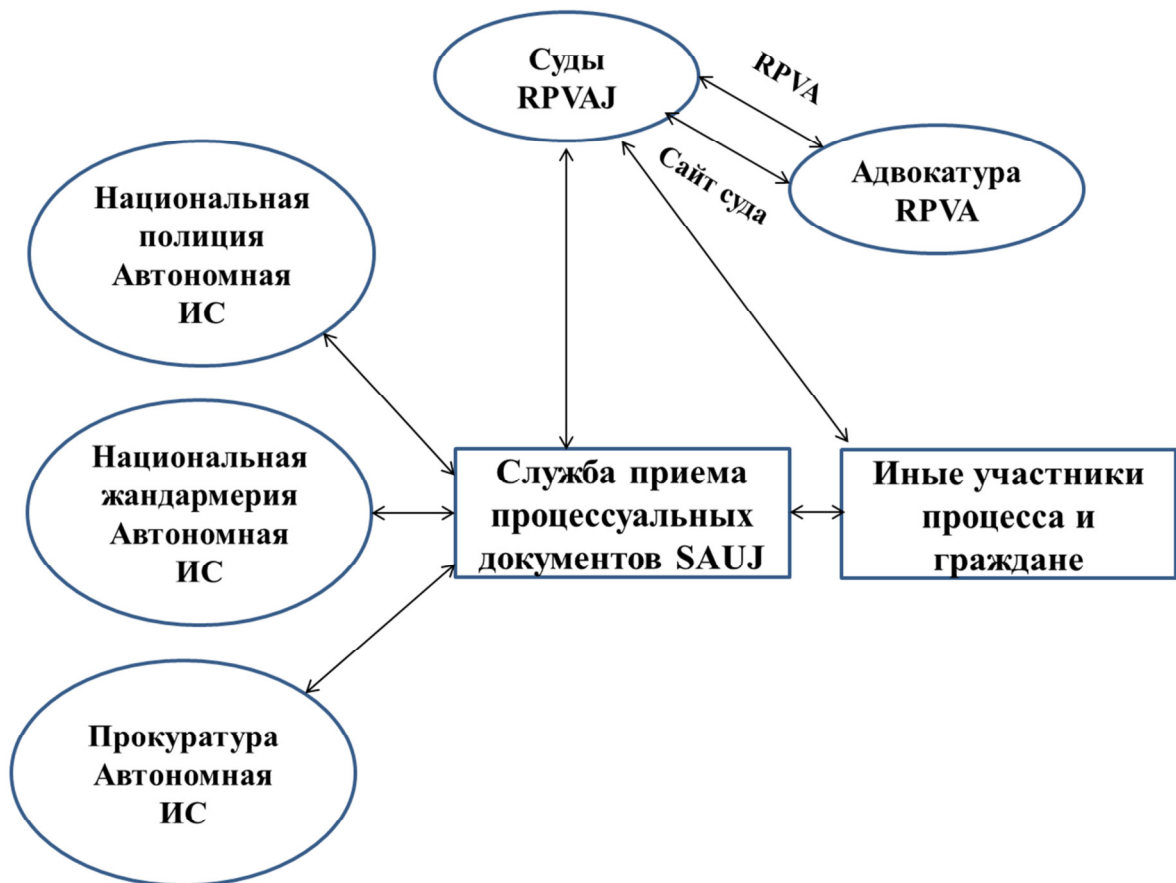 Суды
RPVAJ
RPVA
Сайт суда
Адвокатура
RPVA
Национальная
полиция
Автономная
ИС
Национальная
жандармерия
Автономная
ИС
Служба приема
процессуальных
документов SAUJ
Иные участники
процесса и
граждане
Прокуратура
Автономная
ИС